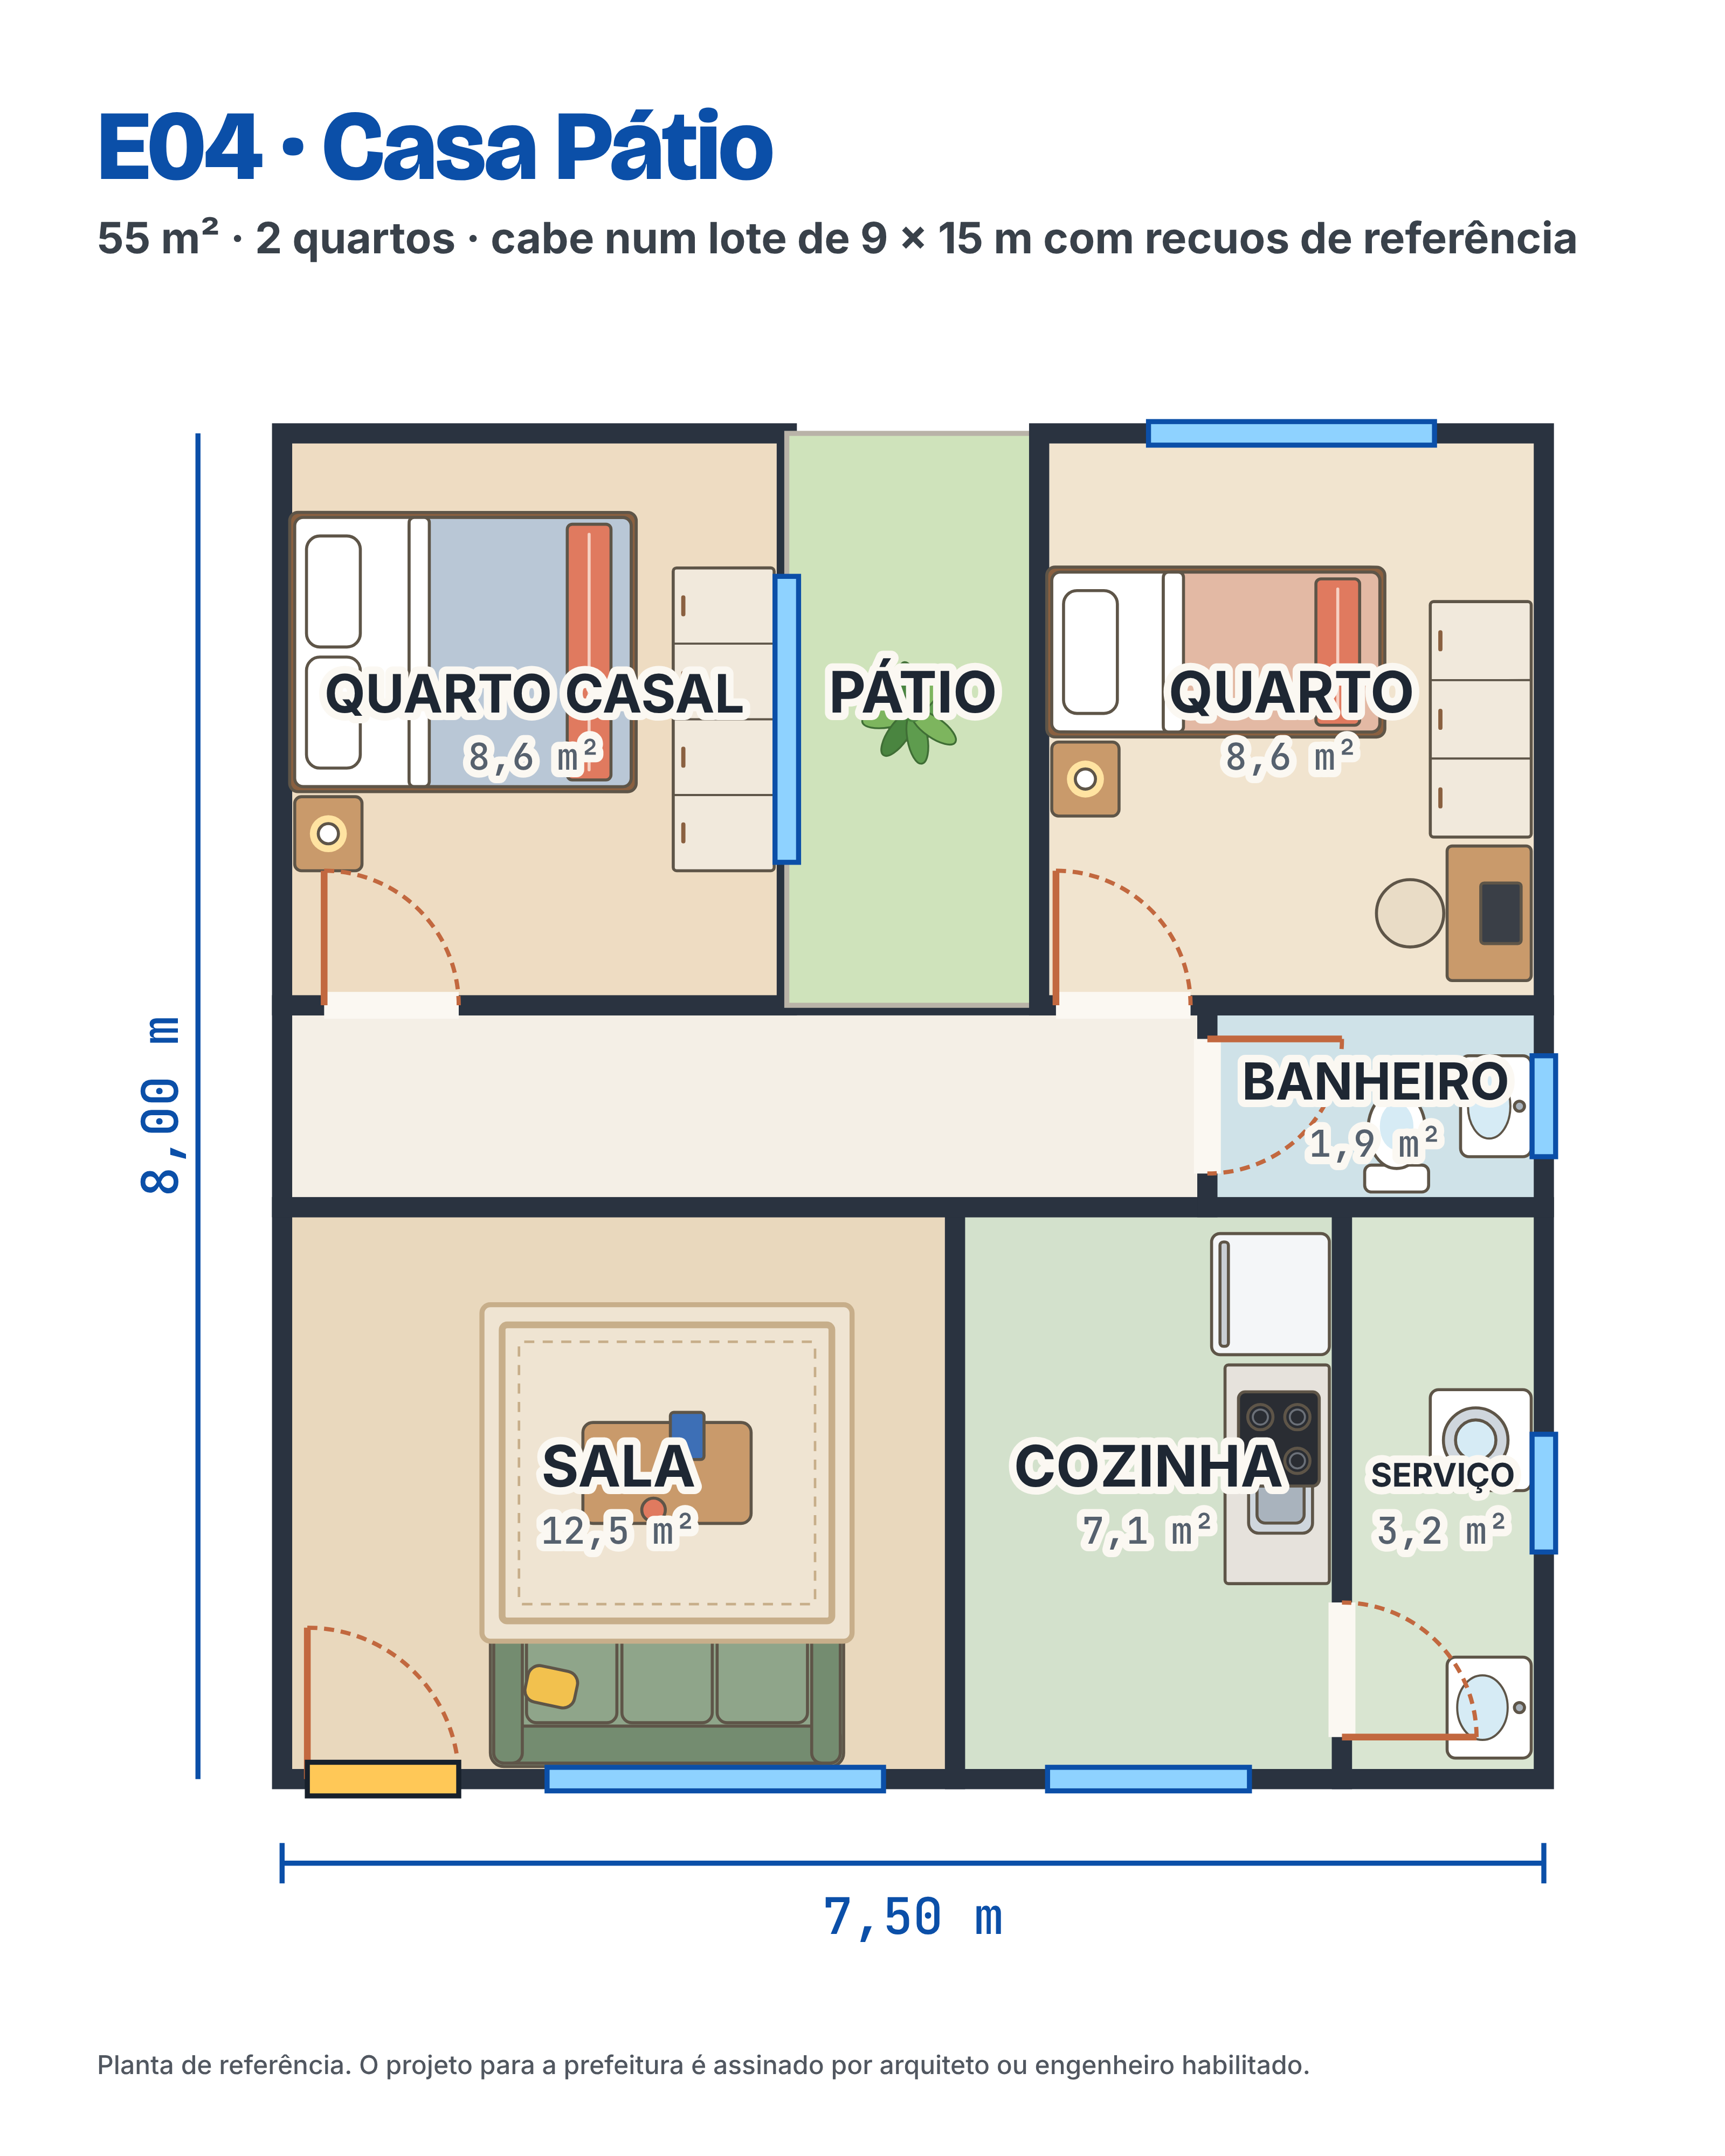 E04 · Casa Pátio
55 m² · 2 quartos · cabe num lote de 9 × 15 m com recuos de referência
QUARTO CASAL
8,6 m²
PÁTIO
QUARTO
8,6 m²
8,00 m
BANHEIRO
1,9 m²
SALA
12,5 m²
COZINHA
7,1 m²
SERVIÇO
3,2 m²
7,50 m
Planta de referência. O projeto para a prefeitura é assinado por arquiteto ou engenheiro habilitado.